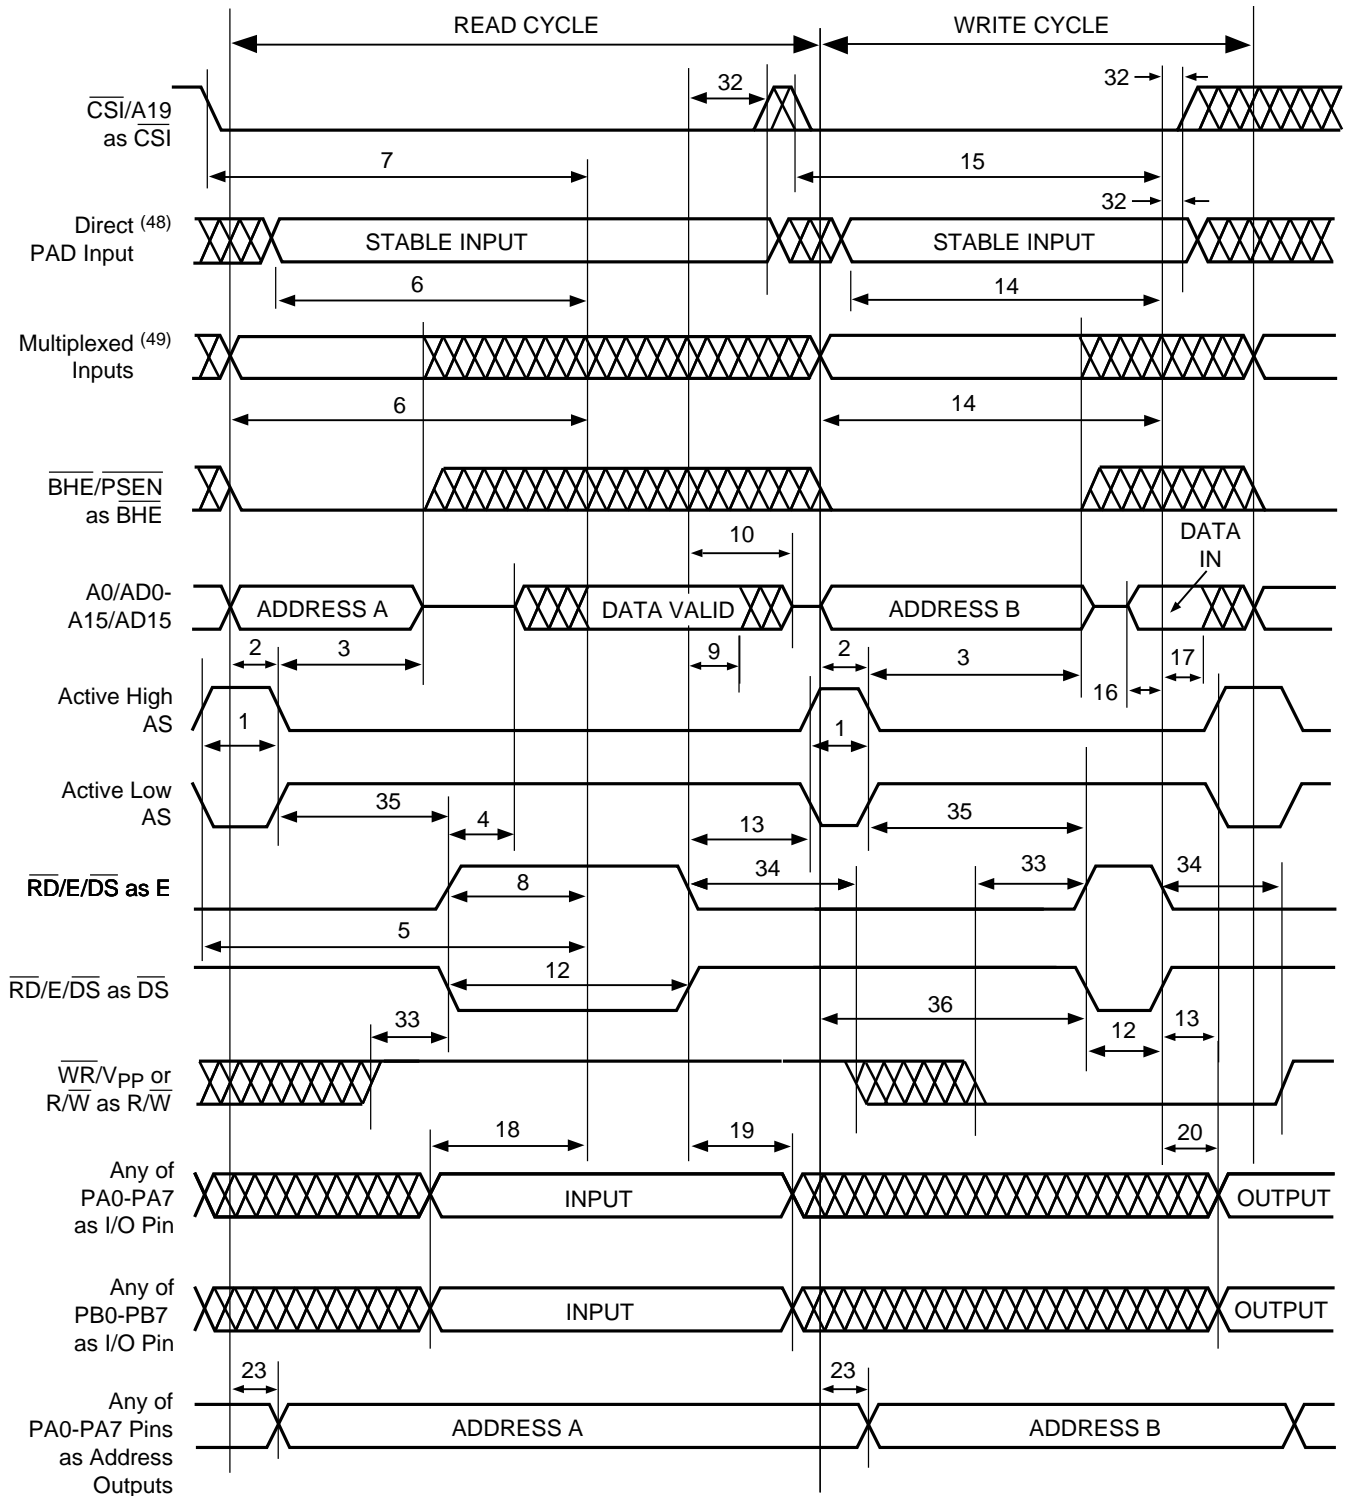 READ CYCLE
WRITE CYCLE
32
32
CSI/A19
as CSI
7
15
32
Direct (48)
PAD Input
STABLE INPUT
STABLE INPUT
6
14
Multiplexed (49)
Inputs
6
14
BHE/PSEN
as BHE
10
DATA
IN
A0/AD0-
A15/AD15
ADDRESS A
DATA VALID
ADDRESS B
2
3
9
2
3
17
16
Active High
AS
1
1
Active Low
AS
35
4
13
35
RD/E/DS as E
8
34
33
34
5
RD/E/DS as DS
12
36
33
12
13
WR/VPP or
R/W as R/W
18
19
20
Any of
PA0-PA7
as I/O Pin
INPUT
OUTPUT
Any of
PB0-PB7
as I/O Pin
INPUT
OUTPUT
23
23
Any of
PA0-PA7 Pins
as Address
Outputs
ADDRESS A
ADDRESS B